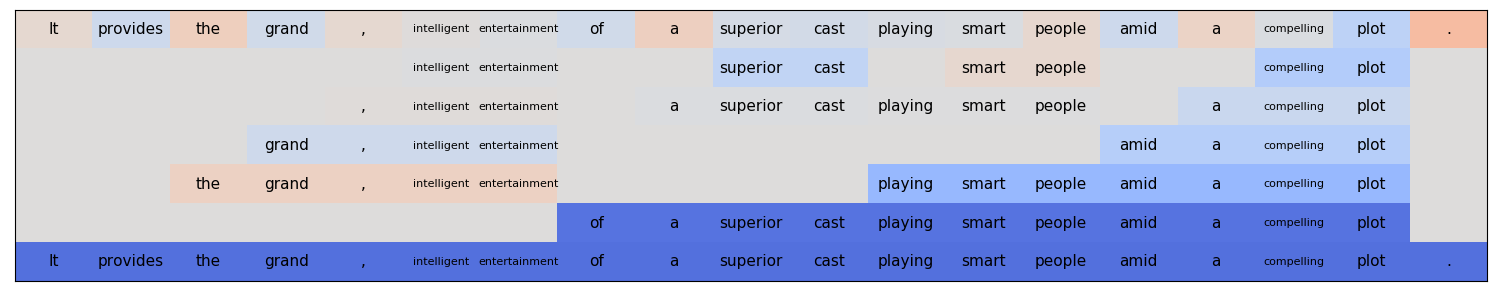 It provides the grand , intelligent entertainment of a superior cast playing smart people amid a compelling plot .
intelligent entertainment superior cast smart people compelling plot
, intelligent entertainment a superior cast playing smart people a compelling plot
grand , intelligent entertainment amid a compelling plot
the grand , intelligent entertainment playing smart people amid a compelling plot
of a superior cast playing smart people amid a compelling plot
It provides the grand , intelligent entertainment of a superior cast playing smart people amid a compelling plot .